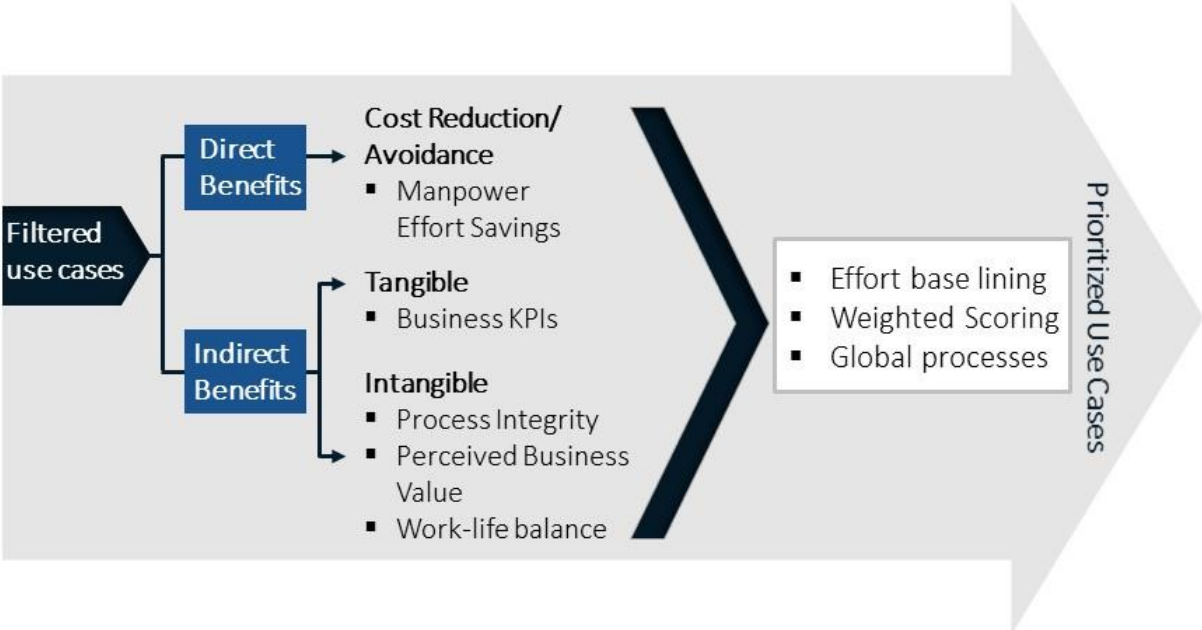 Filtered
use cases
Direct
Benefits
Cost Reduction/
Avoidance
▪ Manpower
Effort Savings
Indirect
Benefits
Tangible
▪ Business KPIs
Intangible
▪ Process Integrity
▪ Perceived Business
Value
▪ Work-life balance
▪ Effort base lining
▪ Weighted Scoring
▪ Global processes
Prioritized Use Cases